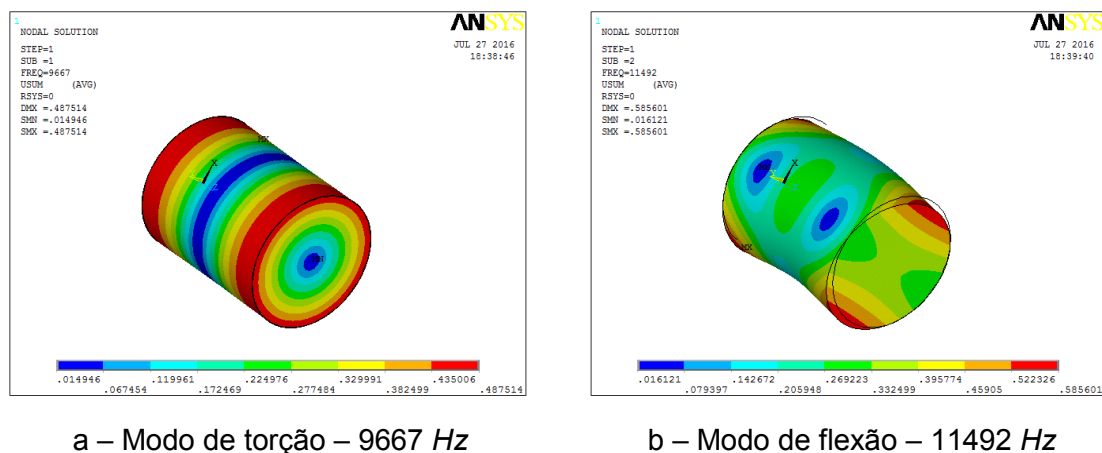 1
ANSYS
NODAL SOLUTION
JUL 27 2016
18:38:46
STEP=1
SUB =1
FREQ=9667
USUM (AVG)
RSYS=0
DMX =.487514
SMN =.014946
SMX =.487514
MX
X
MN
.014946 .119961 .224976 .329991 .435006
.067454 .172469 .277484 .382499 .487514
a – Modo de torção – 9667 Hz
1
ANSYS
NODAL SOLUTION
JUL 27 2016
18:39:40
STEP=1
SUB =2
FREQ=11492
USUM (AVG)
RSYS=0
DMX =.585601
SMN =.016121
SMX =.585601
X
MX
.016121 .142672 .269223 .395774 .522326
.079397 .205948 .332499 .45905 .585601
b – Modo de flexão – 11492 Hz